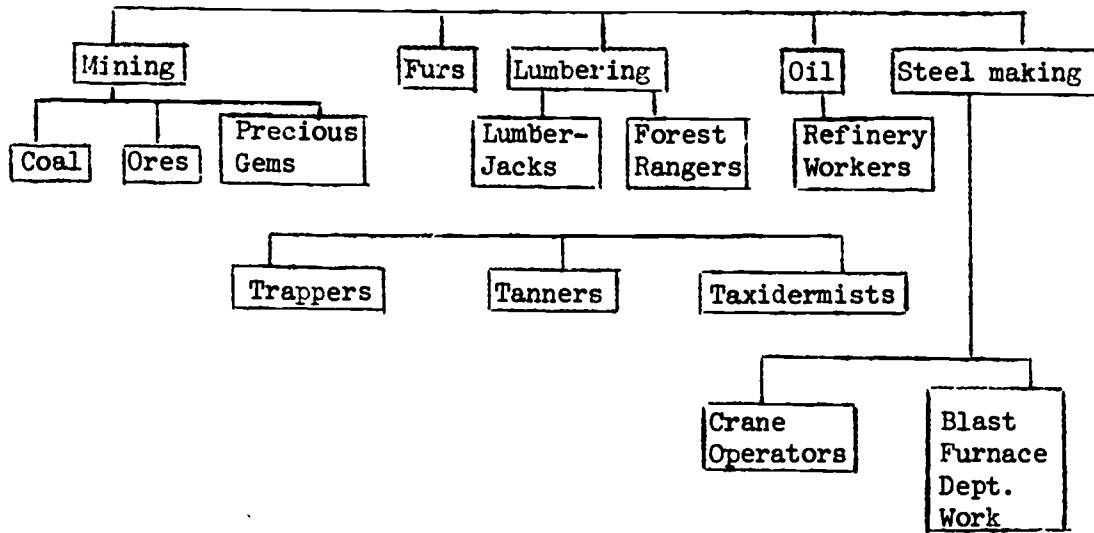 Mining
Furs
Lumbering
Oil
Steel making
Coal
Ores
Precious
Gems
Lumber-
Jacks
Forest
Rangers
Refinery
Workers
Trappers
Tanners
Taxidermists
Crane
Operators
Blast
Furnace
Dept.
Work